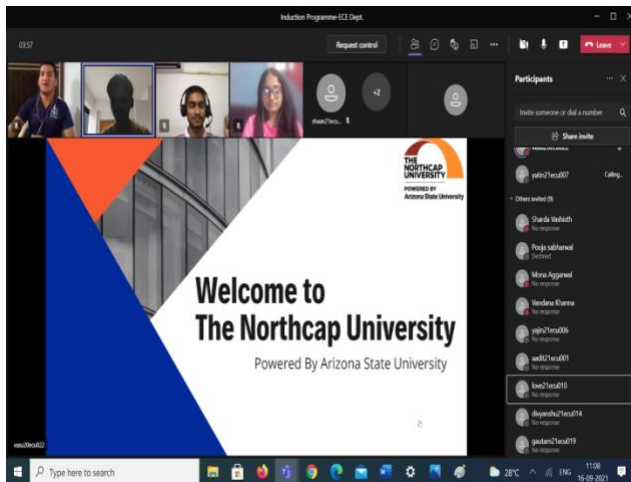 Induction Programme-ECE Dept.
03:57
Request control
Leave
+2
Participants
Invite someone or dial a number
Share invite
yatin21ecu007
Calling...
Others invited (9)
Sharda Vashisth
No response
Pooja sabharwal
Declined
Mona Aggarwal
No response
Vandana Khanna
No response
yajin21ecu006
No response
aadit21ecu001
No response
love21ecu010
No response
divyanshu21ecu014
No response
gautam21ecu019
No response
THE
NORTHCAP
UNIVERSITY
POWERED BY
Arizona State University
Welcome to
The Northcap University
Powered By Arizona State University
vasu20ecu022
Type here to search
28°C
ENG
11:08
16-09-2021